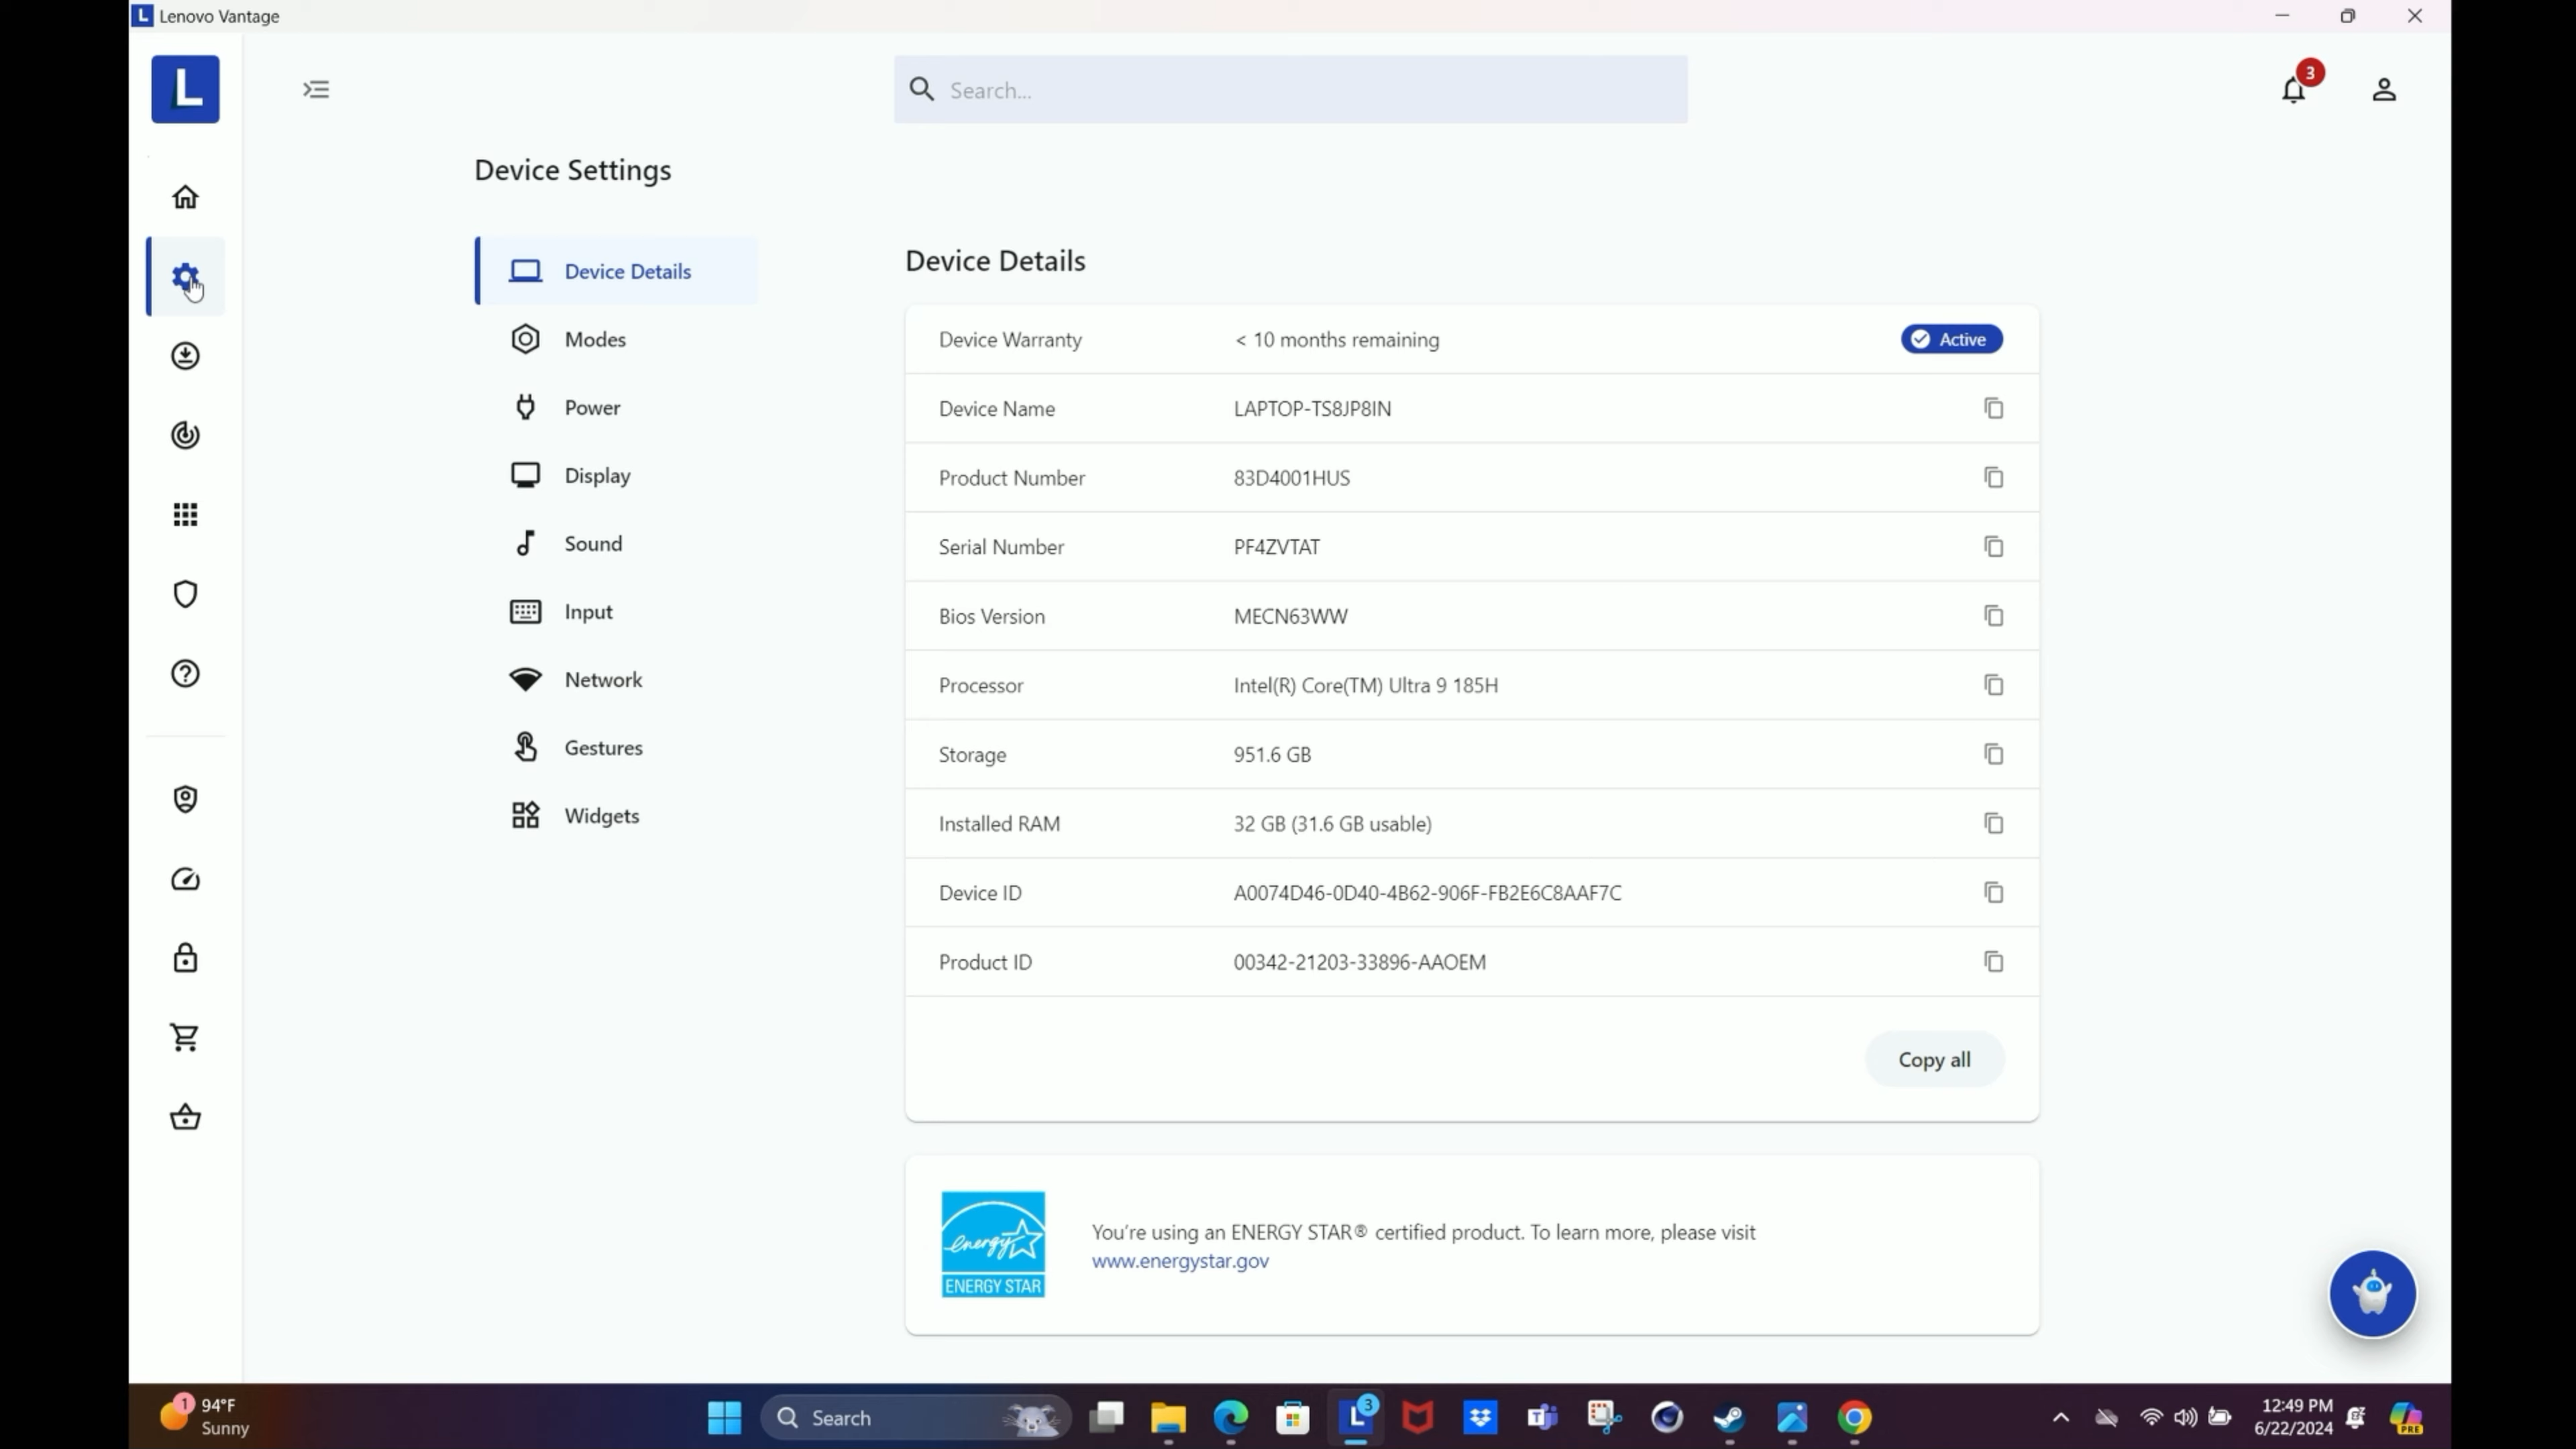 L Lenovo Vantage
L
Search...
3
Device Settings
Device Details
Modes
Power
Display
Sound
Input
Network
Gestures
Widgets
Device Details
Device Warranty < 10 months remaining Active
Device Name LAPTOP-TS8JP8IN
Product Number 83D4001HUS
Serial Number PF4ZVTAT
Bios Version MECN63WW
Processor Intel(R) Core(TM) Ultra 9 185H
Storage 951.6 GB
Installed RAM 32 GB (31.6 GB usable)
Device ID A0074D46-0D40-4B62-906F-FB2E6C8AAF7C
Product ID 00342-21203-33896-AAOEM
Copy all
energy
ENERGY STAR
You're using an ENERGY STAR® certified product. To learn more, please visit
www.energystar.gov
1 94°F
Sunny
Search
L 3
T
12:49 PM
6/22/2024
PRE